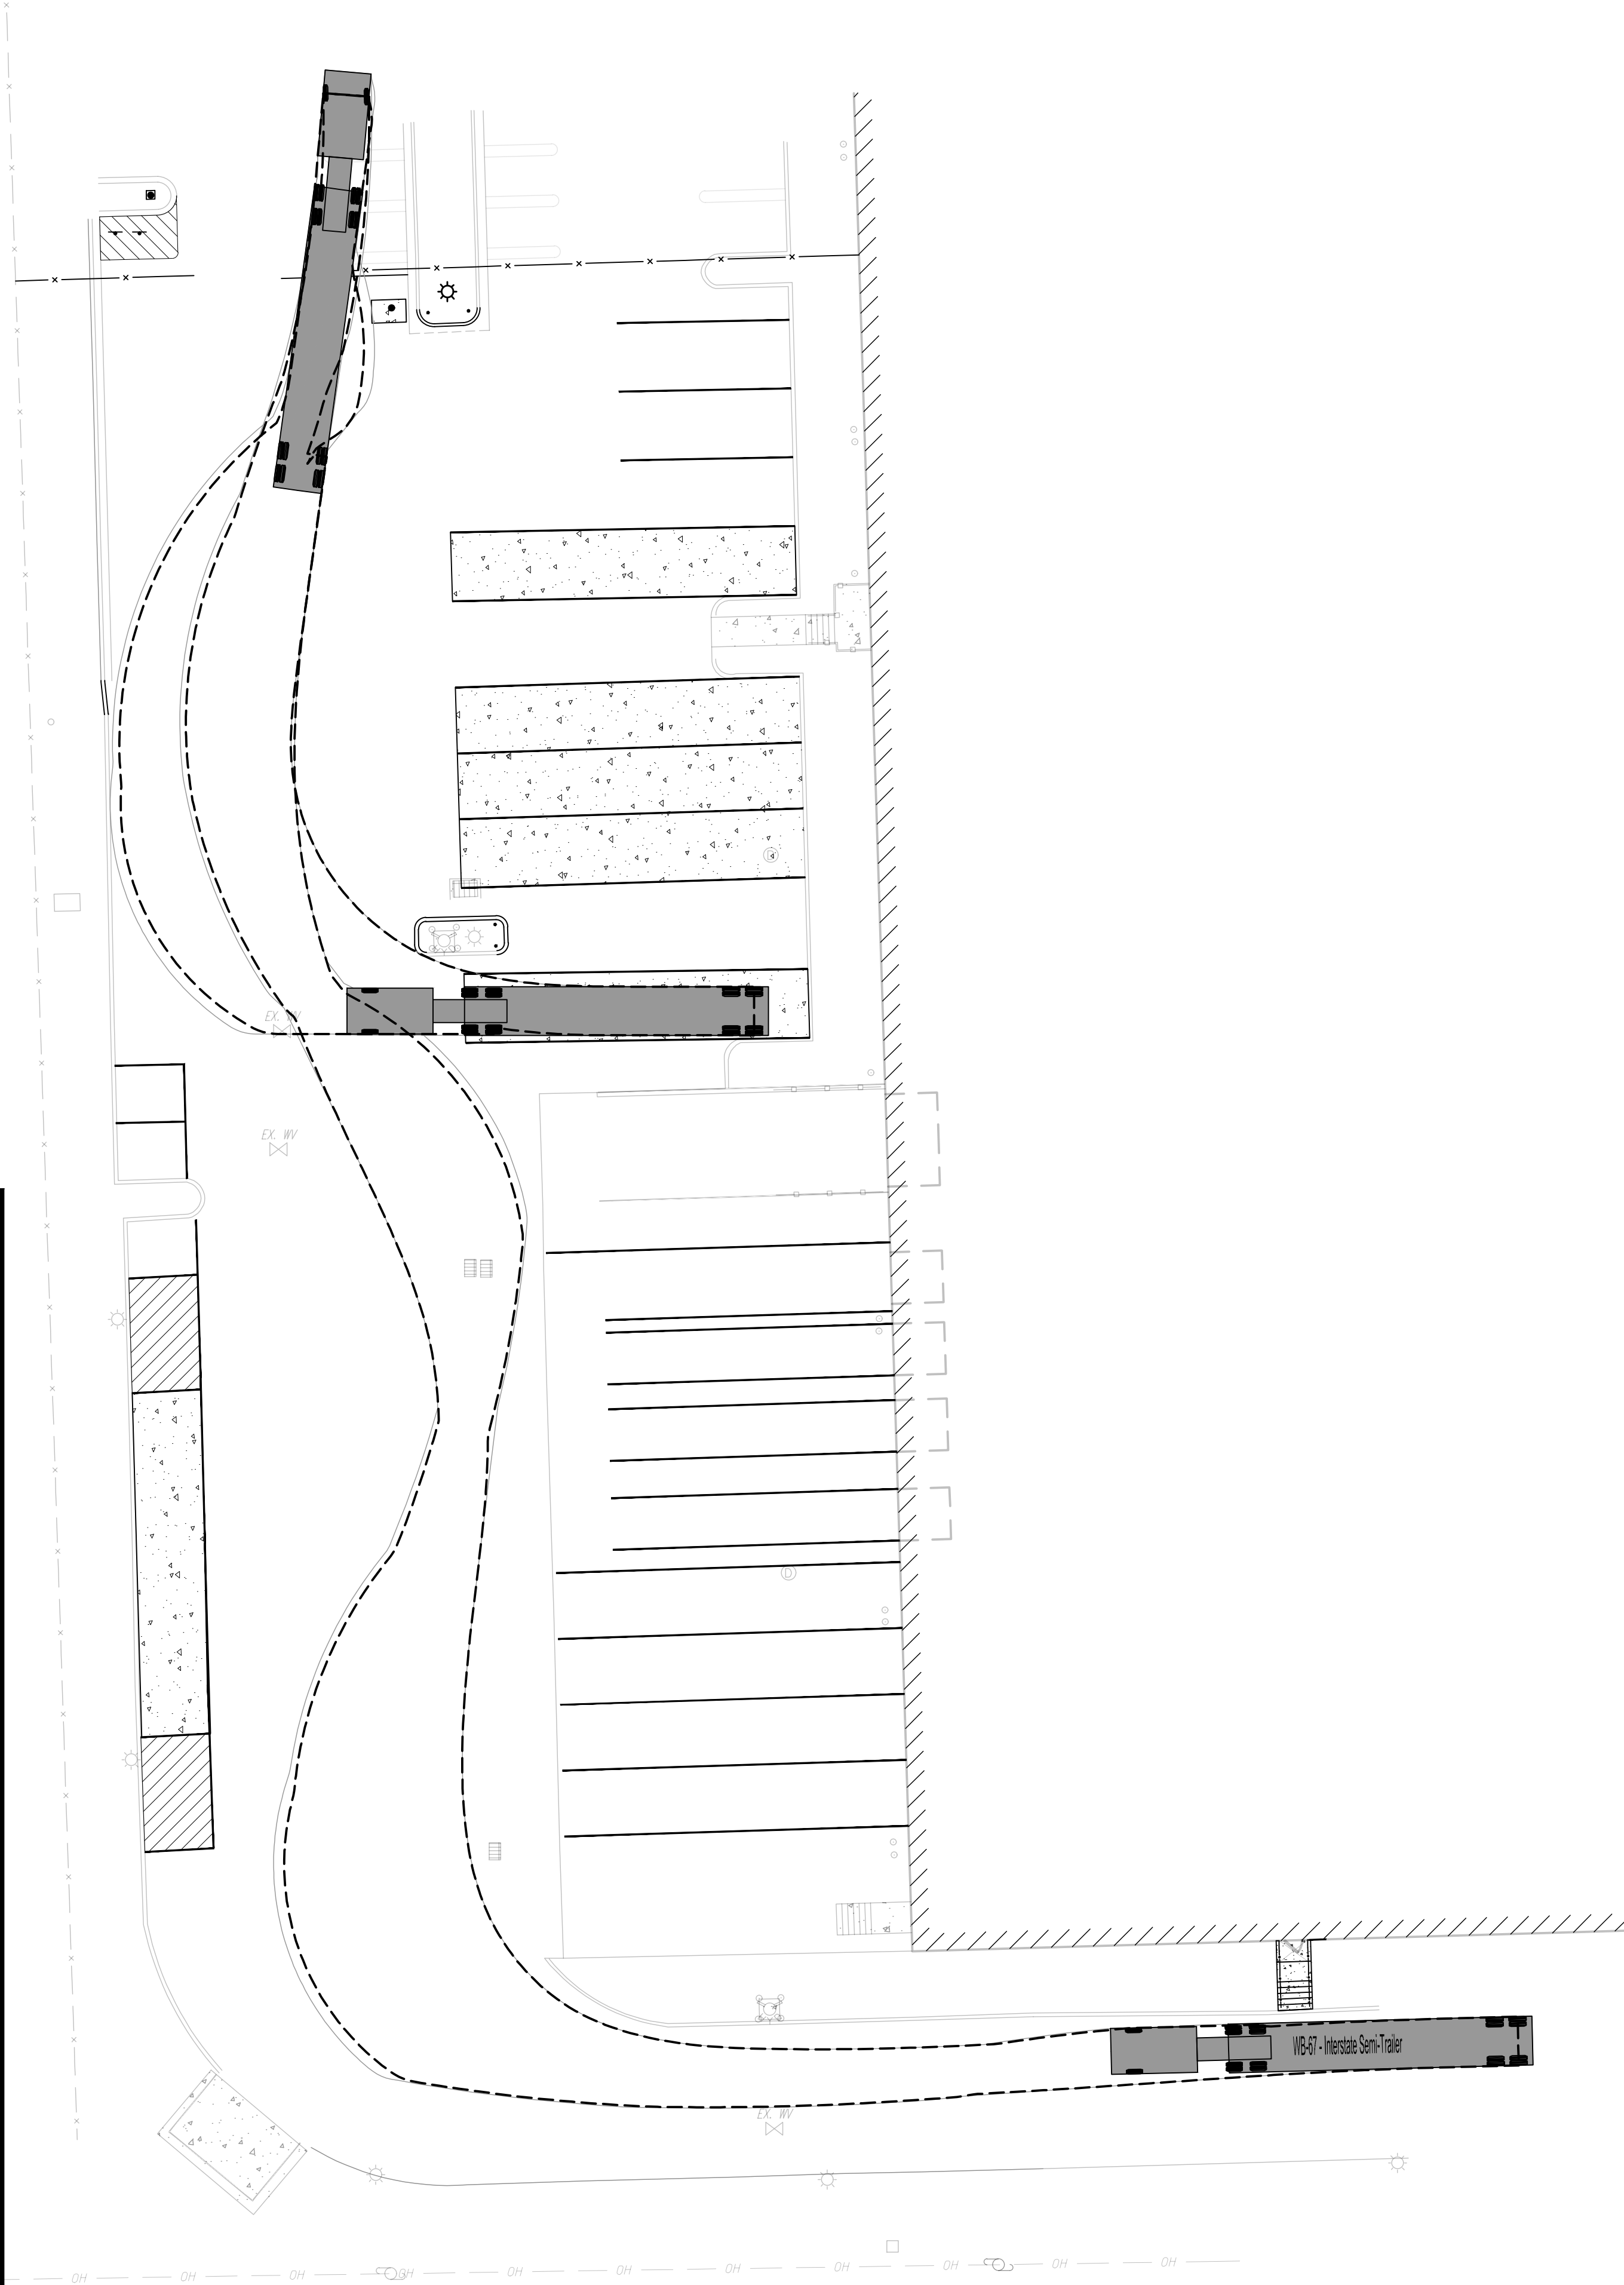 EX. WV
EX. WV
D
D
WB-67 - Interstate Semi-Trailer
EX. WV
OH OH OH OH OH OH OH OH OH OH OH